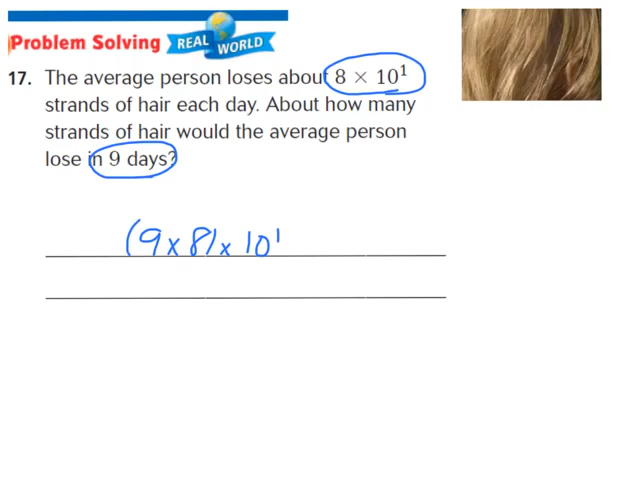 Problem Solving REAL WORLD
17. The average person loses about 8 × 10¹
strands of hair each day. About how many
strands of hair would the average person
lose in 9 days?
(9 x 8) x 10¹